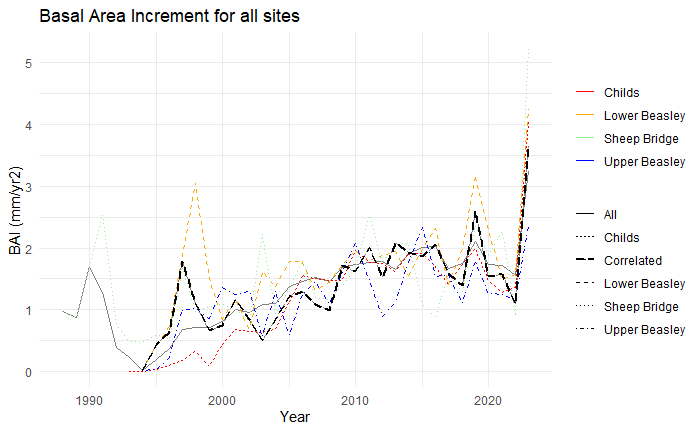 Basal Area Increment for all sites
BAI (mm/yr2)
5
4
3
2
1
0
1990
2000
2010
2020
Year
Childs
Lower Beasley
Sheep Bridge
Upper Beasley
All
Childs
Correlated
Lower Beasley
Sheep Bridge
Upper Beasley